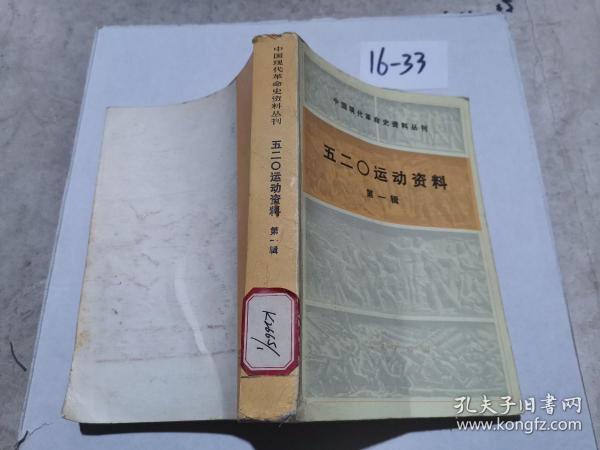 16-33
中国现代革命史资料丛刊
五二〇运动资料
第一辑
中国现代革命史资料丛刊
五二〇运动资料
第一辑
K2665/1
孔夫子旧书网
www.kongfz.com